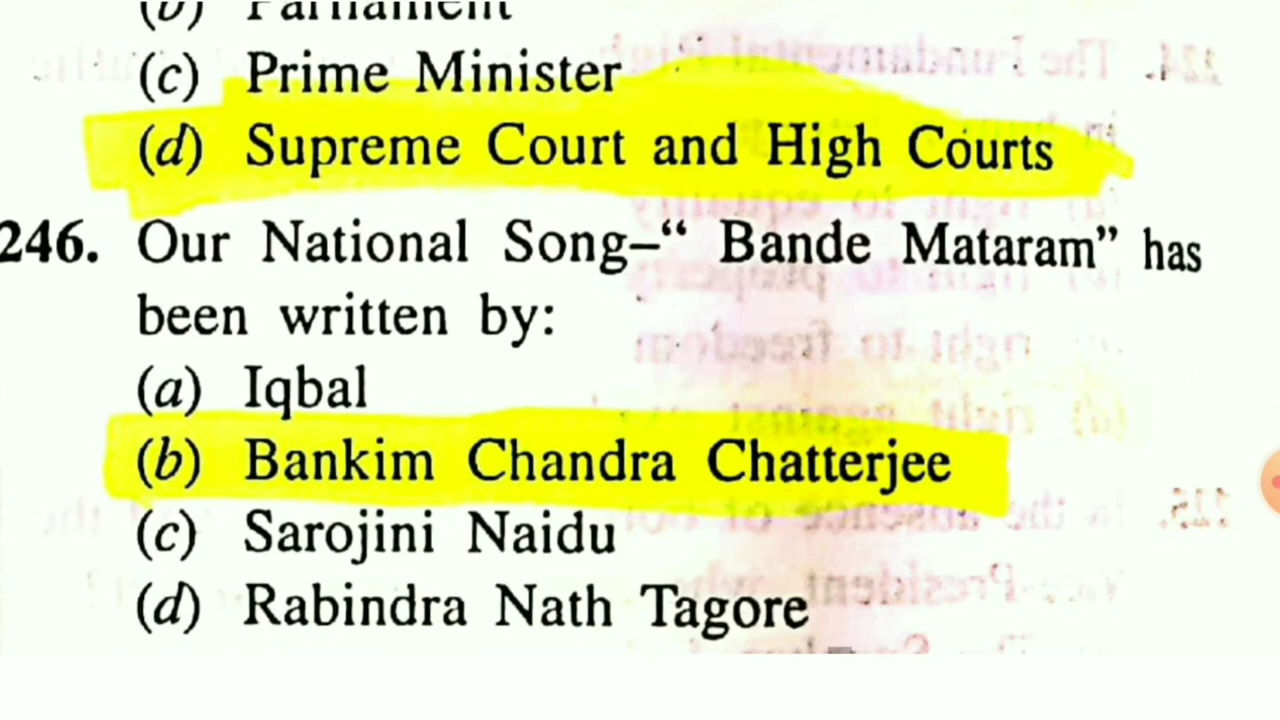 (b) Parliament
(c) Prime Minister
(d) Supreme Court and High Courts
246. Our National Song–“ Bande Mataram” has
been written by:
(a) Iqbal
(b) Bankim Chandra Chatterjee
(c) Sarojini Naidu
(d) Rabindra Nath Tagore